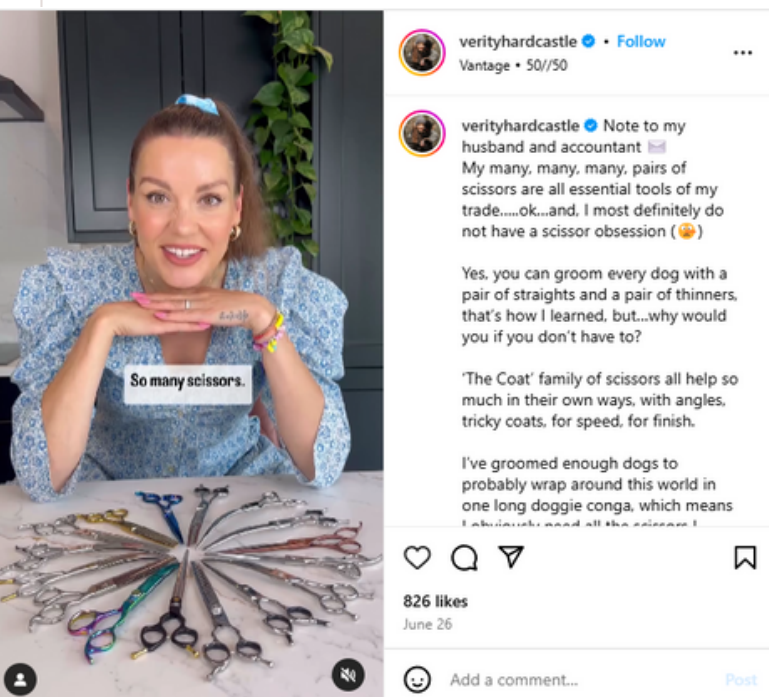 So many scissors.
verityhardcastle • Follow
Vantage • 50//50
verityhardcastle Note to my
husband and accountant
My many, many, many, pairs of
scissors are all essential tools of my
trade.....ok...and, I most definitely do
not have a scissor obsession (🫣)
Yes, you can groom every dog with a
pair of straights and a pair of thinners,
that's how I learned, but...why would
you if you don't have to?
'The Coat' family of scissors all help so
much in their own ways, with angles,
tricky coats, for speed, for finish.
I've groomed enough dogs to
probably wrap around this world in
one long doggie conga, which means
I obviously need all the scissors I
826 likes
June 26
Add a comment... Post